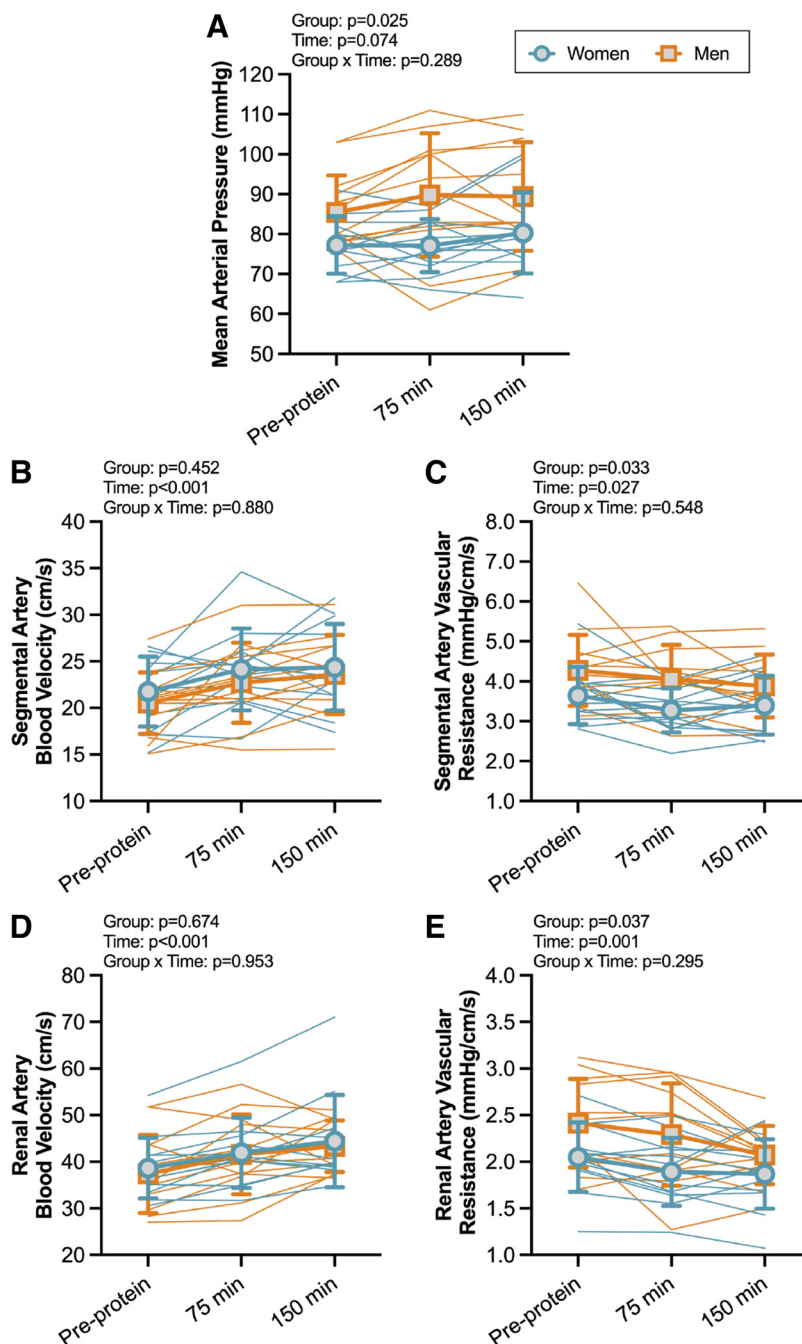 A
Group: p=0.025
Time: p=0.074
Group x Time: p=0.289
Women
Men
Mean Arterial Pressure (mmHg)
120
110
100
90
80
70
60
50
Pre-protein
75 min
150 min
B
Group: p=0.452
Time: p<0.001
Group x Time: p=0.880
Segmental Artery
Blood Velocity (cm/s)
40
35
30
25
20
15
10
Pre-protein
75 min
150 min
C
Group: p=0.033
Time: p=0.027
Group x Time: p=0.548
Segmental Artery Vascular
Resistance (mmHg/cm/s)
8.0
7.0
6.0
5.0
4.0
3.0
2.0
1.0
Pre-protein
75 min
150 min
D
Group: p=0.674
Time: p<0.001
Group x Time: p=0.953
Renal Artery
Blood Velocity (cm/s)
80
70
60
50
40
30
20
Pre-protein
75 min
150 min
E
Group: p=0.037
Time: p=0.001
Group x Time: p=0.295
Renal Artery Vascular
Resistance (mmHg/cm/s)
4.0
3.5
3.0
2.5
2.0
1.5
1.0
Pre-protein
75 min
150 min